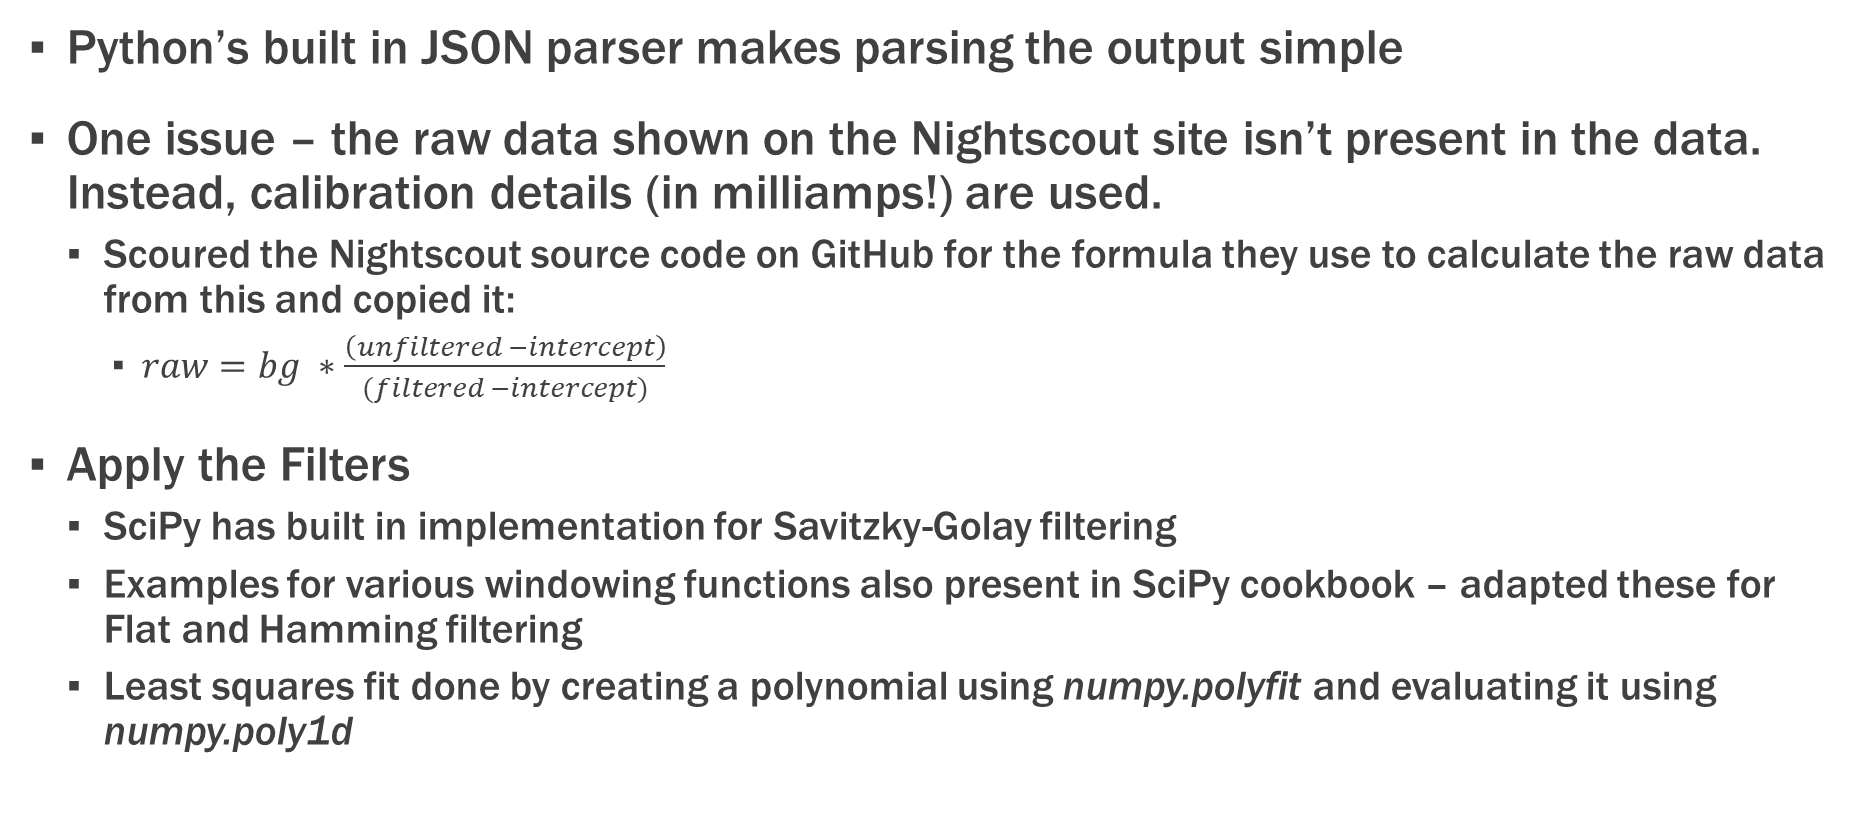 ▪ Python’s built in JSON parser makes parsing the output simple
▪ One issue – the raw data shown on the Nightscout site isn’t present in the data.
Instead, calibration details (in milliamps!) are used.
▪ Scoured the Nightscout source code on GitHub for the formula they use to calculate the raw data
from this and copied it:
▪ raw = bg * (unfiltered −intercept) / (filtered −intercept)
▪ Apply the Filters
▪ SciPy has built in implementation for Savitzky-Golay filtering
▪ Examples for various windowing functions also present in SciPy cookbook – adapted these for
Flat and Hamming filtering
▪ Least squares fit done by creating a polynomial using numpy.polyfit and evaluating it using
numpy.poly1d